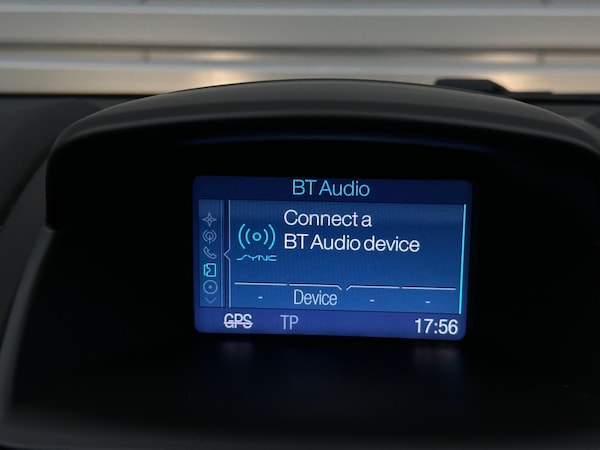 BT Audio
Connect a
BT Audio device
SYNC
- Device - -
GPS TP 17:56